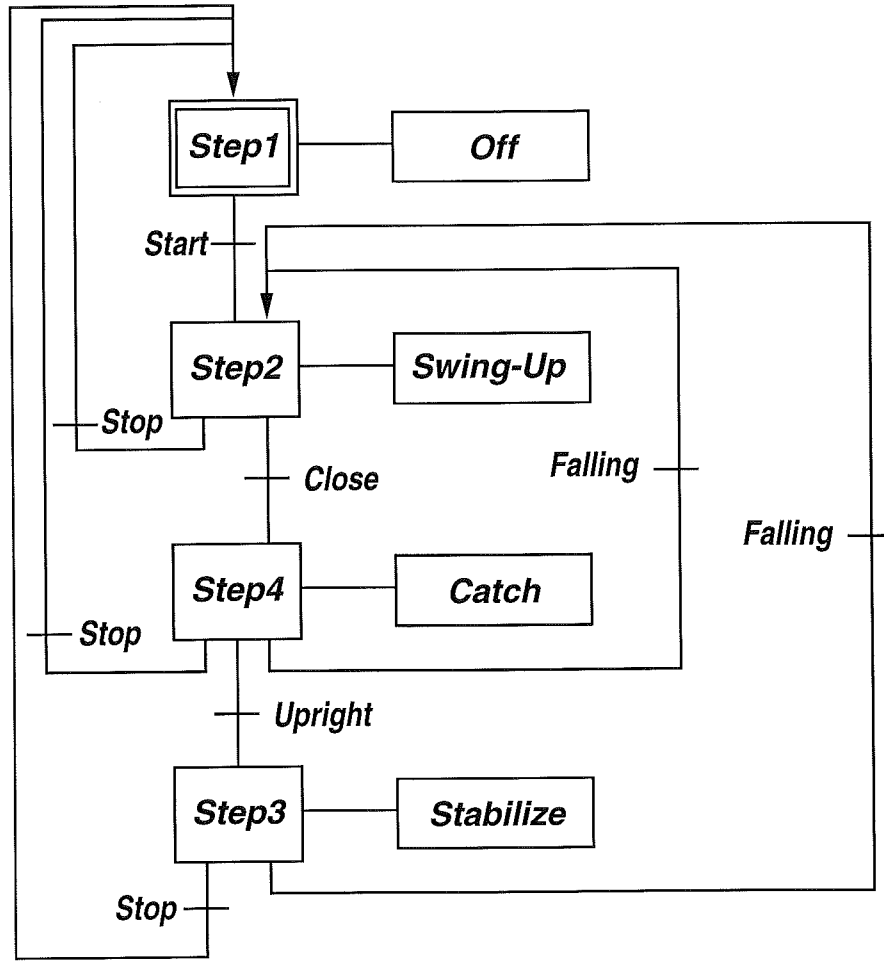 Step1
Off
Start
Step2
Swing-Up
Stop
Close
Falling
Falling
Step4
Catch
Stop
Upright
Step3
Stabilize
Stop